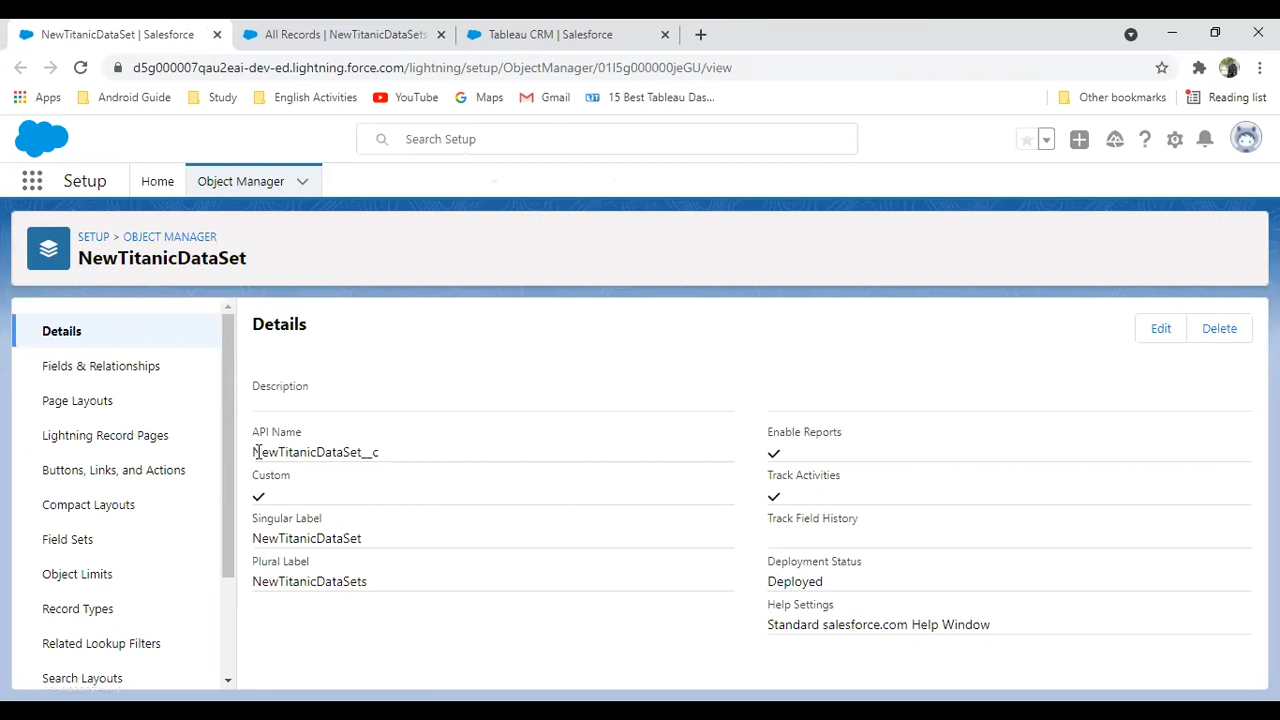 NewTitanicDataSet | Salesforce
All Records | NewTitanicDataSets
Tableau CRM | Salesforce
d5g000007qau2eai-dev-ed.lightning.force.com/lightning/setup/ObjectManager/01I5g000000jeGU/view
Apps Android Guide Study English Activities YouTube Maps Gmail 15 Best Tableau Das... Other bookmarks Reading list
Search Setup
Setup Home Object Manager
SETUP > OBJECT MANAGER
NewTitanicDataSet
Details
Fields & Relationships
Page Layouts
Lightning Record Pages
Buttons, Links, and Actions
Compact Layouts
Field Sets
Object Limits
Record Types
Related Lookup Filters
Search Layouts
Details
Edit Delete
Description
API Name
NewTitanicDataSet__c
Custom
Singular Label
NewTitanicDataSet
Plural Label
NewTitanicDataSets
Enable Reports
Track Activities
Track Field History
Deployment Status
Deployed
Help Settings
Standard salesforce.com Help Window